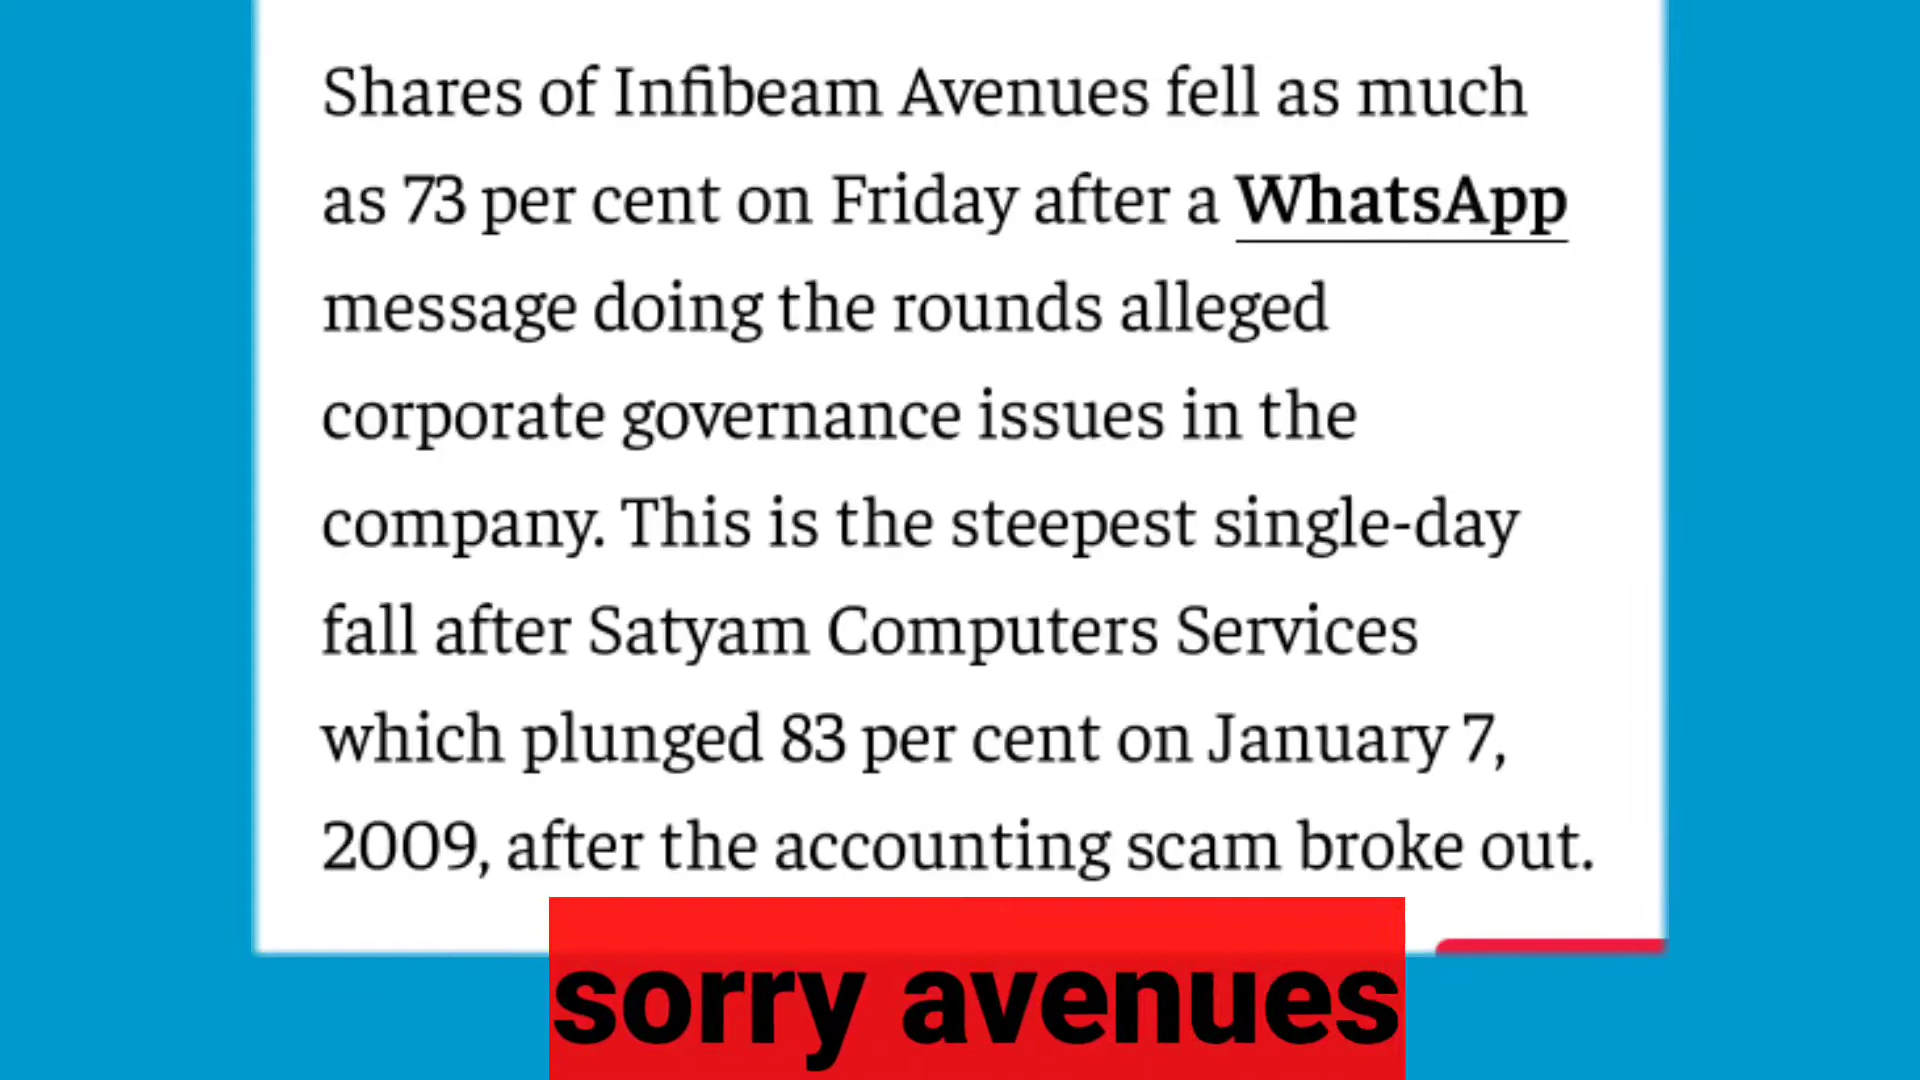 Shares of Infibeam Avenues fell as much
as 73 per cent on Friday after a WhatsApp
message doing the rounds alleged
corporate governance issues in the
company. This is the steepest single-day
fall after Satyam Computers Services
which plunged 83 per cent on January 7,
2009, after the accounting scam broke out.
sorry avenues